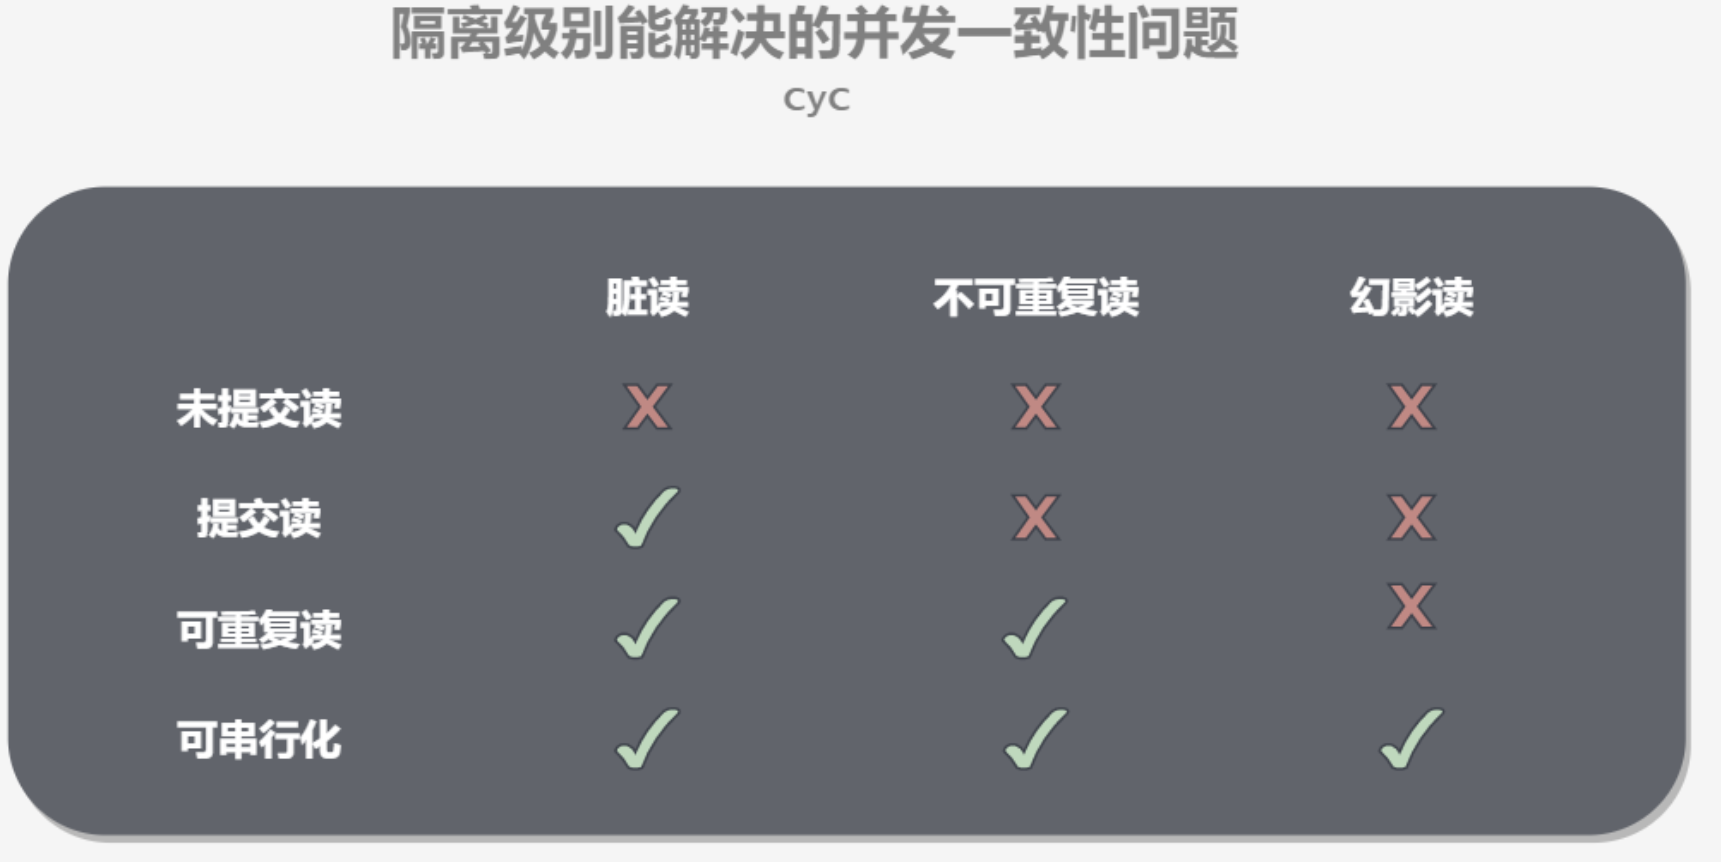 隔离级别能解决的并发一致性问题
CyC
脏读 不可重复读 幻影读
未提交读 X X X
提交读 ✓ X X
可重复读 ✓ ✓ X
可串行化 ✓ ✓ ✓